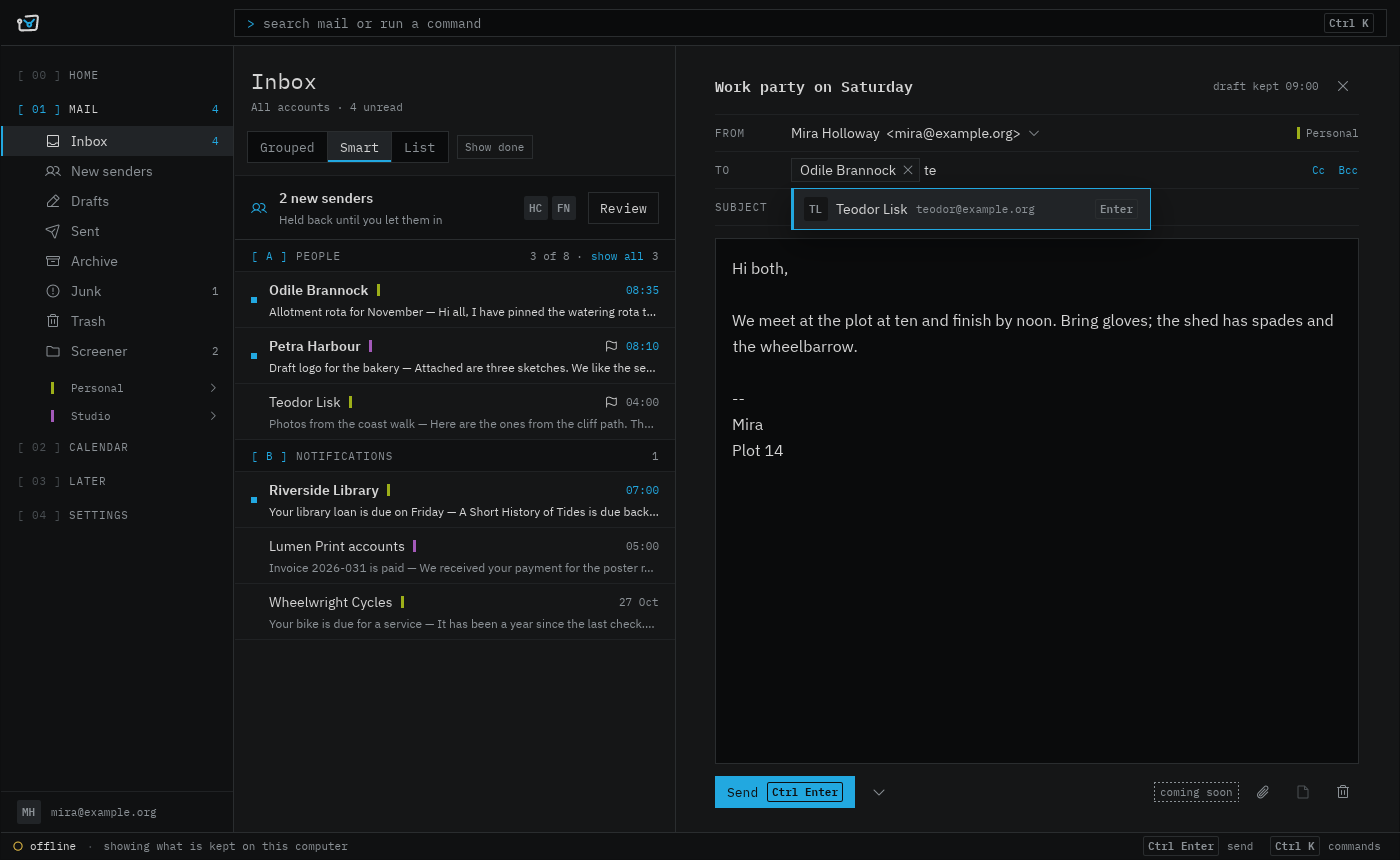 > search mail or run a command
Ctrl K
[ 00 ] HOME
[ 01 ] MAIL 4
Inbox 4
New senders
Drafts
Sent
Archive
Junk 1
Trash
Screener 2
Personal
Studio
[ 02 ] CALENDAR
[ 03 ] LATER
[ 04 ] SETTINGS
MH mira@example.org
Inbox
All accounts · 4 unread
Grouped Smart List Show done
2 new senders
Held back until you let them in
HC FN Review
[ A ] PEOPLE 3 of 8 · show all 3
Odile Brannock 08:35
Allotment rota for November — Hi all, I have pinned the watering rota t…
Petra Harbour 08:10
Draft logo for the bakery — Attached are three sketches. We like the se…
Teodor Lisk 04:00
Photos from the coast walk — Here are the ones from the cliff path. Th…
[ B ] NOTIFICATIONS 1
Riverside Library 07:00
Your library loan is due on Friday — A Short History of Tides is due back…
Lumen Print accounts 05:00
Invoice 2026-031 is paid — We received your payment for the poster r…
Wheelwright Cycles 27 Oct
Your bike is due for a service — It has been a year since the last check.…
Work party on Saturday draft kept 09:00
FROM Mira Holloway <mira@example.org> Personal
TO Odile Brannock te Cc Bcc
SUBJECT
TL Teodor Lisk teodor@example.org Enter
Hi both,
We meet at the plot at ten and finish by noon. Bring gloves; the shed has spades and
the wheelbarrow.
--
Mira
Plot 14
Send Ctrl Enter
coming soon
offline · showing what is kept on this computer
Ctrl Enter send Ctrl K commands